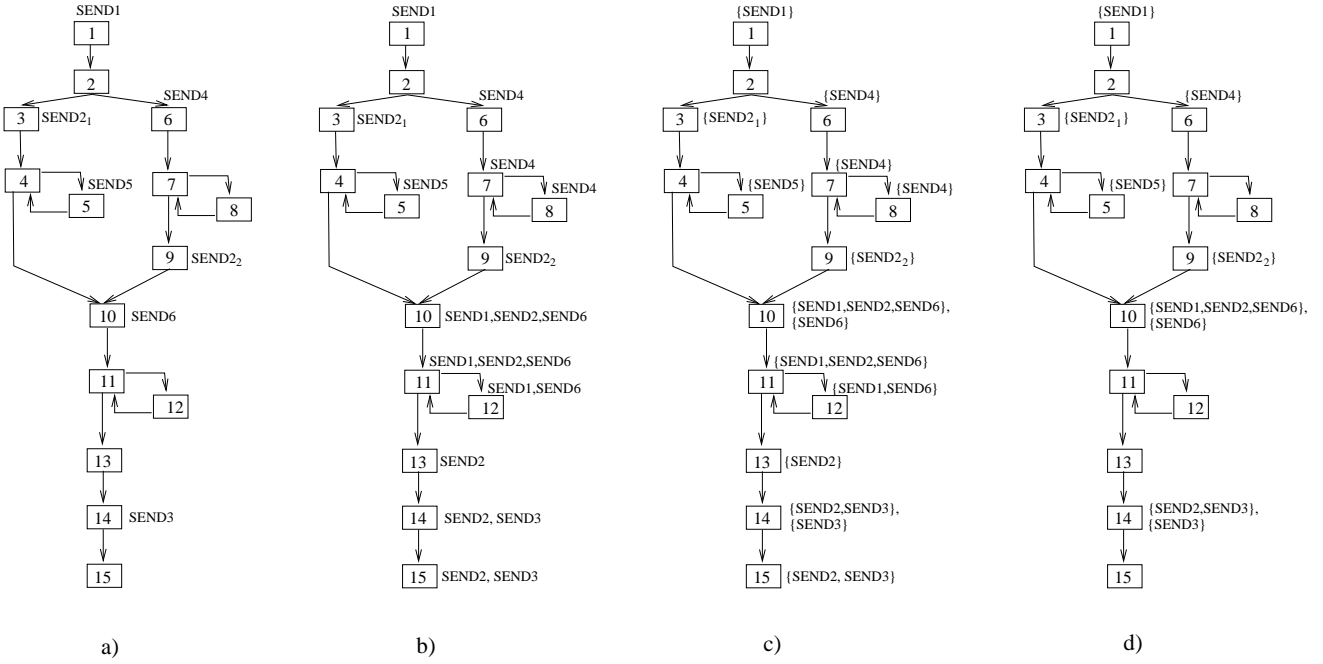 SEND1
1
2
SEND4
3
SEND2₁
6
4
SEND5
7
5
8
9
SEND2₂
10
SEND6
11
12
13
14
SEND3
15
a)
SEND1
1
2
SEND4
3
SEND2₁
6
SEND4
4
SEND5
7
SEND4
5
8
9
SEND2₂
10
SEND1,SEND2,SEND6
SEND1,SEND2,SEND6
11
SEND1,SEND6
12
13
SEND2
14
SEND2, SEND3
15
SEND2, SEND3
b)
{SEND1}
1
2
{SEND4}
3
{SEND2₁}
6
{SEND4}
4
{SEND5}
7
{SEND4}
5
8
9
{SEND2₂}
10
{SEND1,SEND2,SEND6},
{SEND6}
{SEND1,SEND2,SEND6}
11
{SEND1,SEND6}
12
13
{SEND2}
14
{SEND2,SEND3},
{SEND3}
15
{SEND2, SEND3}
c)
{SEND1}
1
2
{SEND4}
3
{SEND2₁}
6
4
{SEND5}
7
5
8
9
{SEND2₂}
10
{SEND1,SEND2,SEND6},
{SEND6}
11
12
13
14
{SEND2,SEND3},
{SEND3}
15
d)